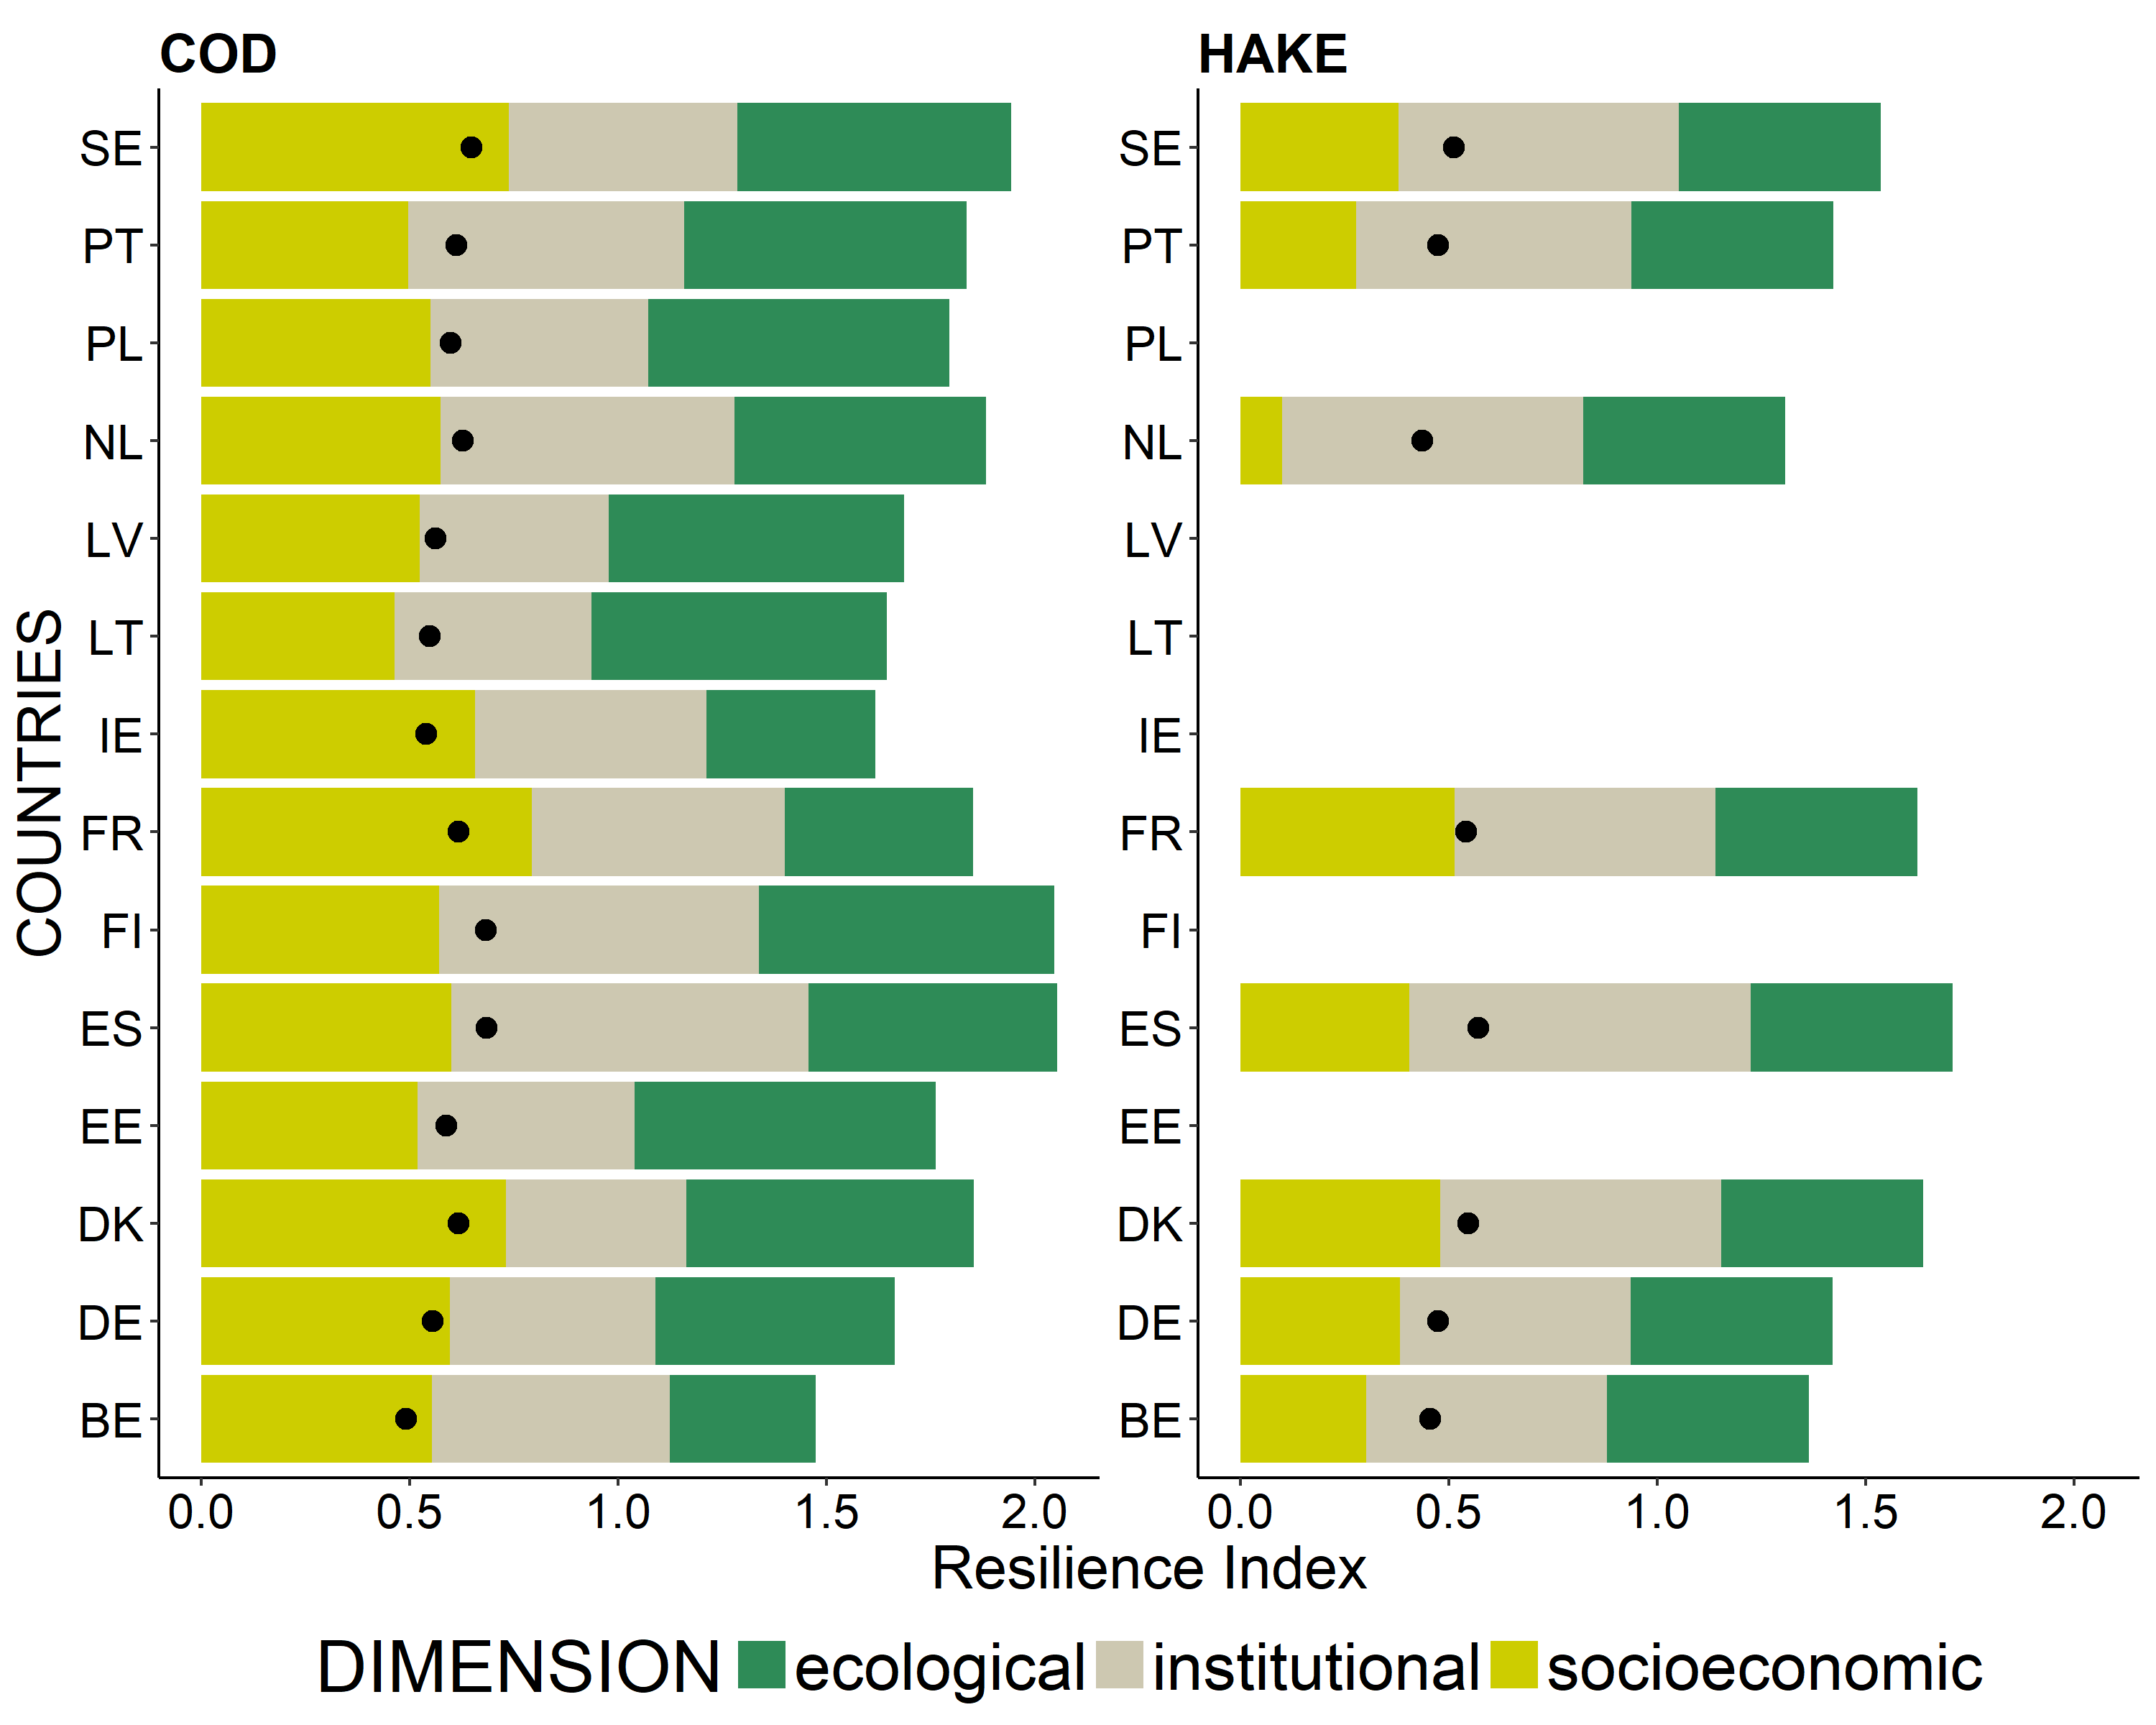 COD
HAKE
COUNTRIES
SE
PT
PL
NL
LV
LT
IE
FR
FI
ES
EE
DK
DE
BE
SE
PT
PL
NL
LV
LT
IE
FR
FI
ES
EE
DK
DE
BE
0.0 0.5 1.0 1.5 2.0
0.0 0.5 1.0 1.5 2.0
Resilience Index
DIMENSION ecological institutional socioeconomic